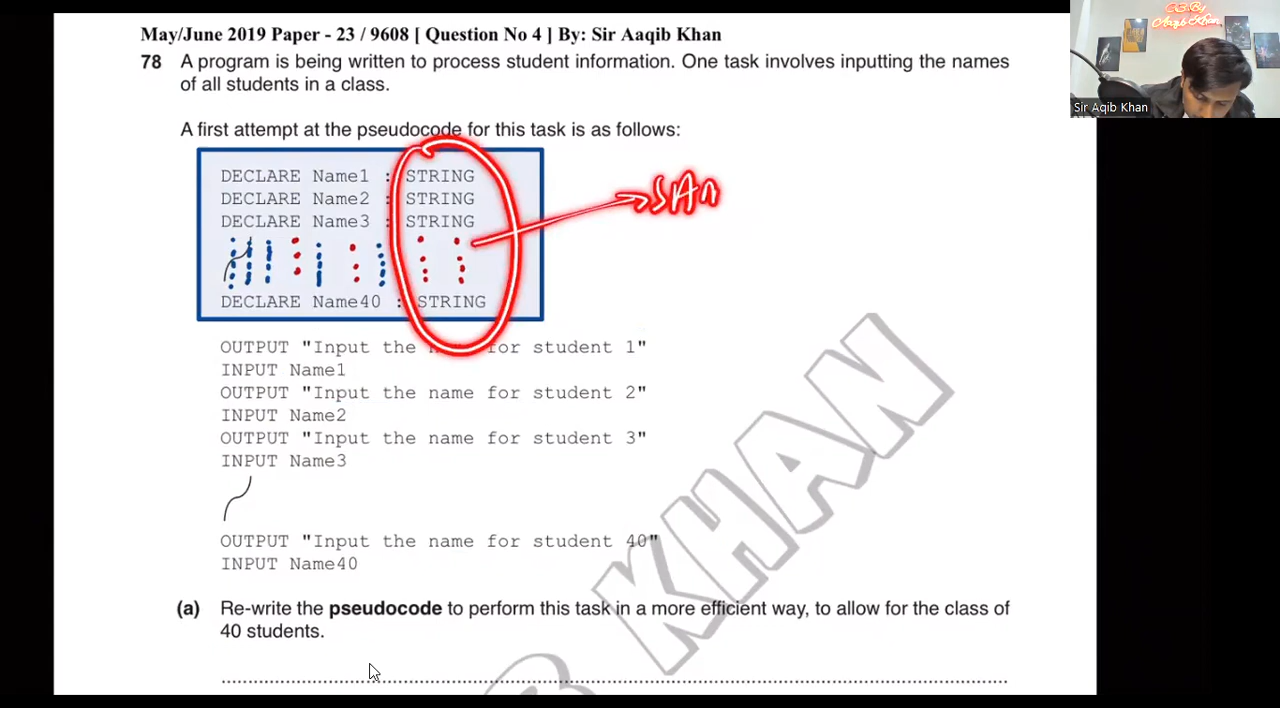 May/June 2019 Paper - 23 / 9608 [ Question No 4 ] By: Sir Aaqib Khan
78 A program is being written to process student information. One task involves inputting the names
of all students in a class.
A first attempt at the pseudocode for this task is as follows:
DECLARE Name1 : STRING
DECLARE Name2 : STRING
DECLARE Name3 : STRING
DECLARE Name40 : STRING
OUTPUT "Input the name for student 1"
INPUT Name1
OUTPUT "Input the name for student 2"
INPUT Name2
OUTPUT "Input the name for student 3"
INPUT Name3
OUTPUT "Input the name for student 40"
INPUT Name40
(a) Re-write the pseudocode to perform this task in a more efficient way, to allow for the class of
40 students.
KHAN
Sir Aqib Khan